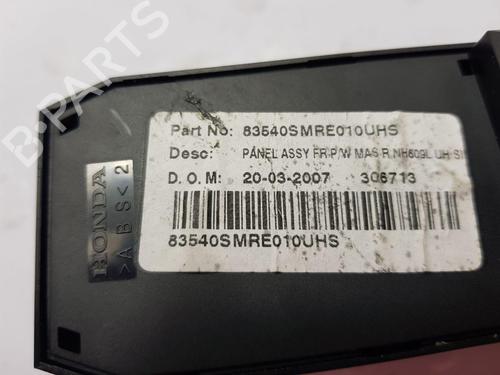 B-PARTS
HONDA
>ABS<2
Part No: 83540SMRE010UHS
Desc: PANEL ASSY FR P/W MAS R,NH609L UH
D.O.M: 20-03-2007 306713
83540SMRE010UHS